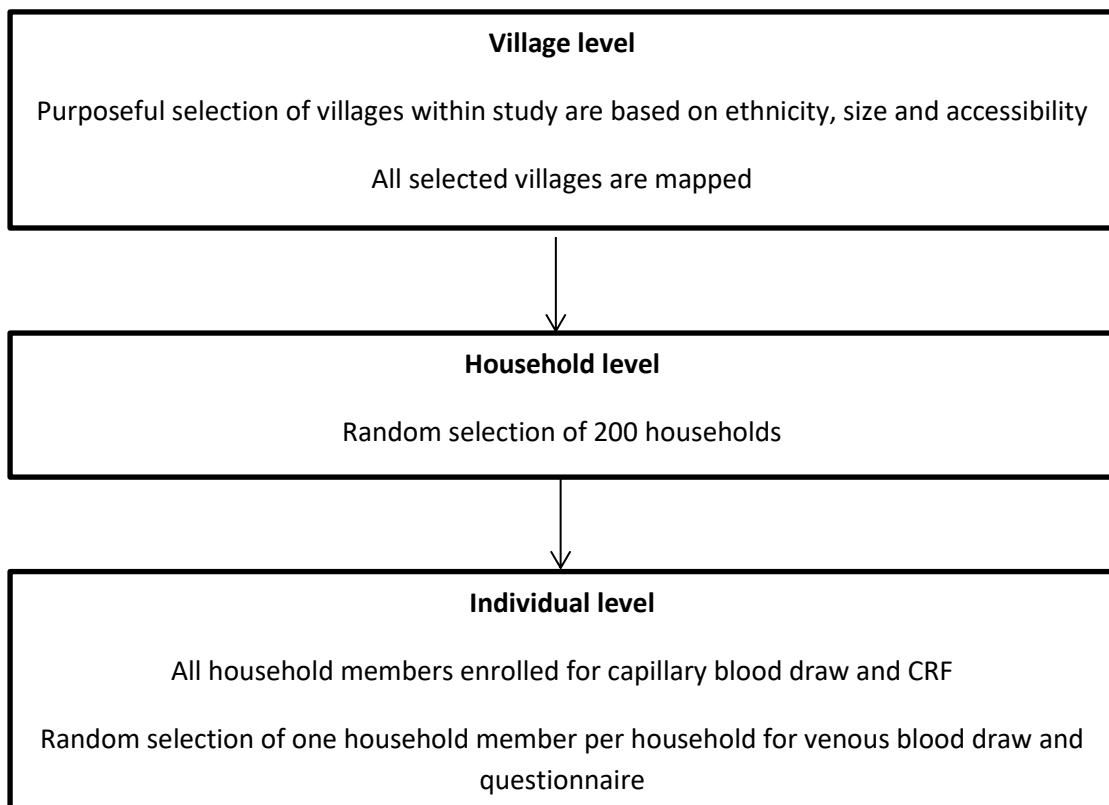 Village level
Purposeful selection of villages within study are based on ethnicity, size and accessibility
All selected villages are mapped
Household level
Random selection of 200 households
Individual level
All household members enrolled for capillary blood draw and CRF
Random selection of one household member per household for venous blood draw and
questionnaire